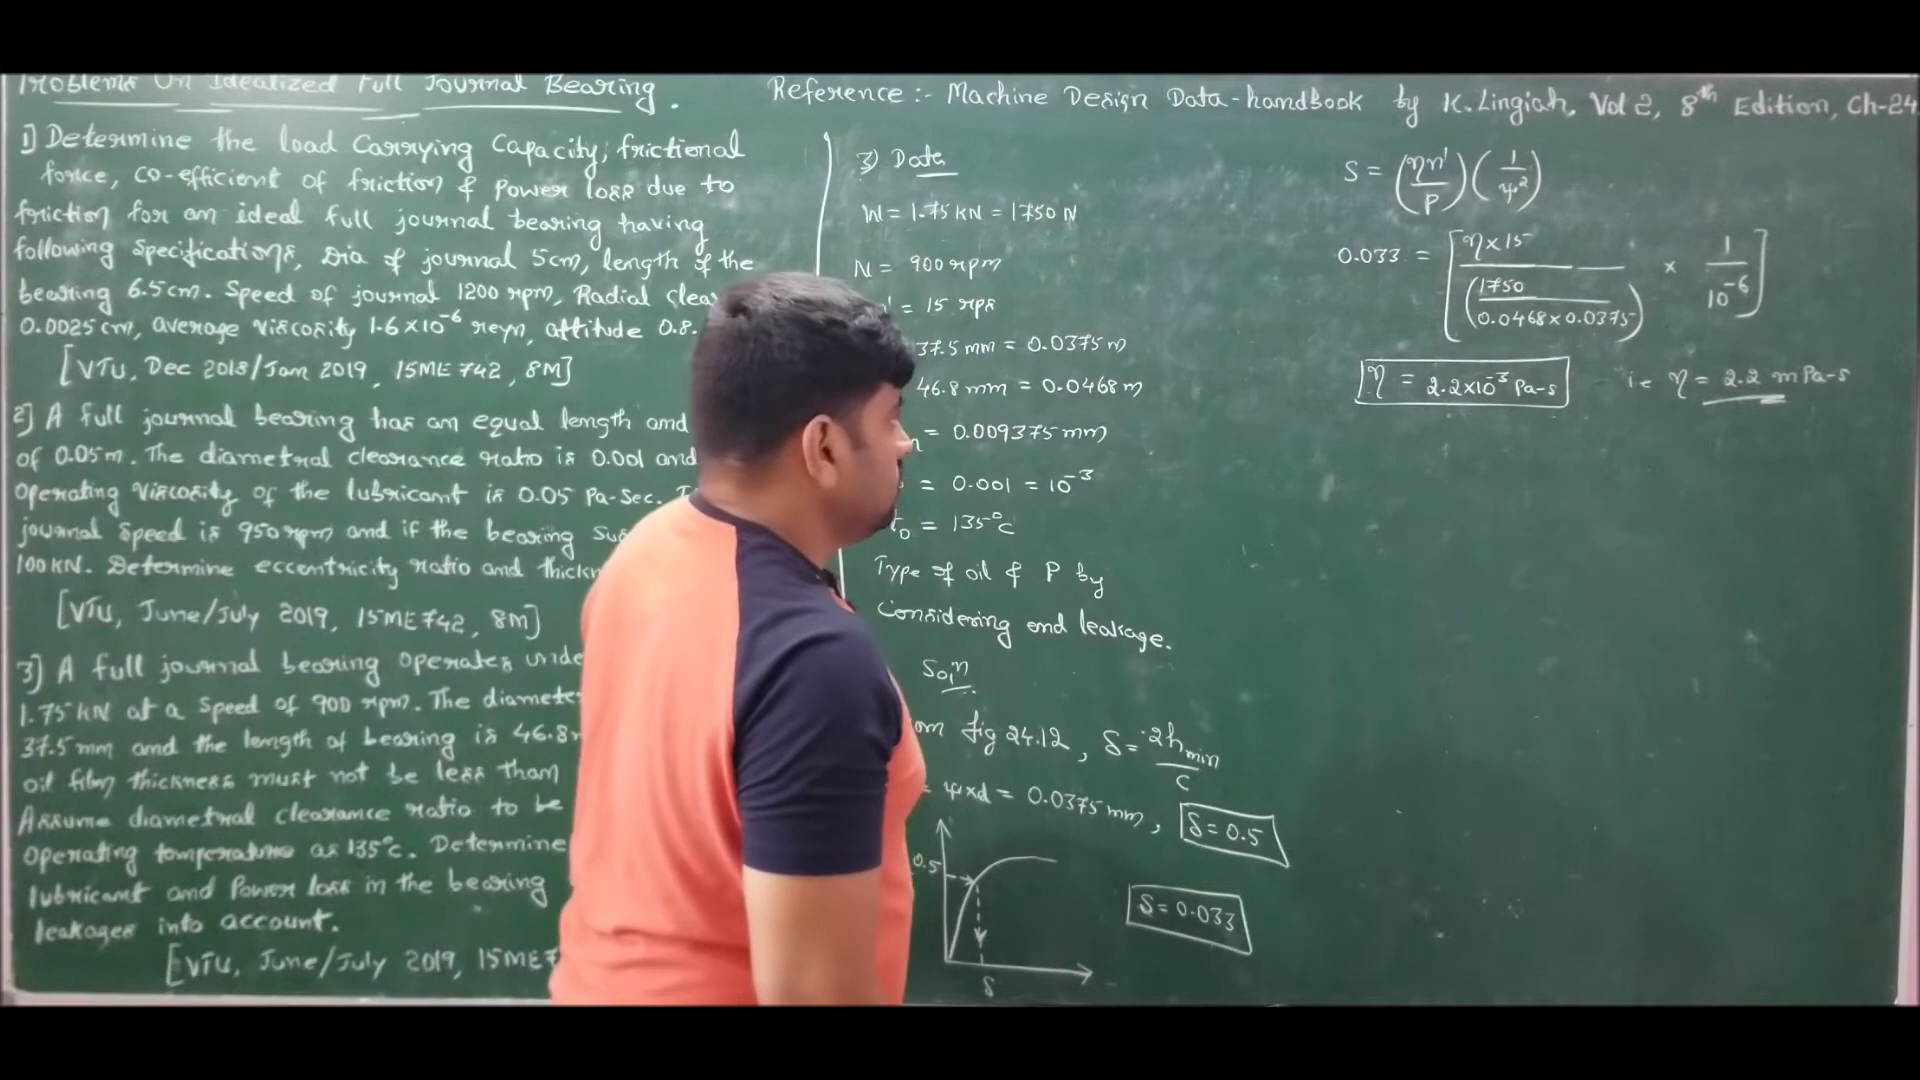 Problems On Idealized Full Journal Bearing.
Reference :- Machine Design Data-handbook by K. Lingiah, Vol 2, 8th Edition, Ch-24
1) Determine the load Carrying Capacity, frictional
force, co-efficient of friction & power loss due to
friction for an ideal full journal bearing having
following specifications, Dia of journal 5cm, length of the
bearing 6.5cm. Speed of journal 1200 rpm, Radial
0.0025 cm, average viscosity 1.6×10⁻⁶ reyn, attitude 0.8.
[VTU, Dec 2018/Jan 2019, 15ME742, 8M]
2) A full journal bearing has an equal length and
of 0.05m. The diametral clearance ratio is 0.001 and
Operating viscosity of the lubricant is 0.05 Pa-Sec.
journal speed is 950 rpm and if the bearing
100 KN. Determine eccentricity ratio and
[VTU, June/July 2019, 15ME742, 8M]
3) A full journal bearing operates
1.75 kN at a speed of 900 rpm. The
37.5 mm and the length of bearing is 46.8
oil film thickness must not be less than
Assume diametral clearance ratio to be
operating temperature as 135°c. Determine
lubricant and Power loss in the bearing
leakages into account.
[VTU, June/July 2019,
3) Data
W = 1.75 KN = 1750 N
N = 900 rpm
= 15 rps
37.5 mm = 0.0375 m
46.8 mm = 0.0468 m
= 0.009375 mm
= 0.001 = 10⁻³
t₀ = 135°c
Type of oil & P by
Considering end leakage.
Solⁿ
fig 24.12, δ = 2hmin/c
= ψxd = 0.0375 mm, δ = 0.5
0.5
S
S = 0.033
S = (ηn'/P)(1/ψ²)
0.033 = [η×15/(1750/(0.0468×0.0375)) × 1/10⁻⁶]
η = 2.2×10⁻³ Pa-s i.e η = 2.2 mPa-s